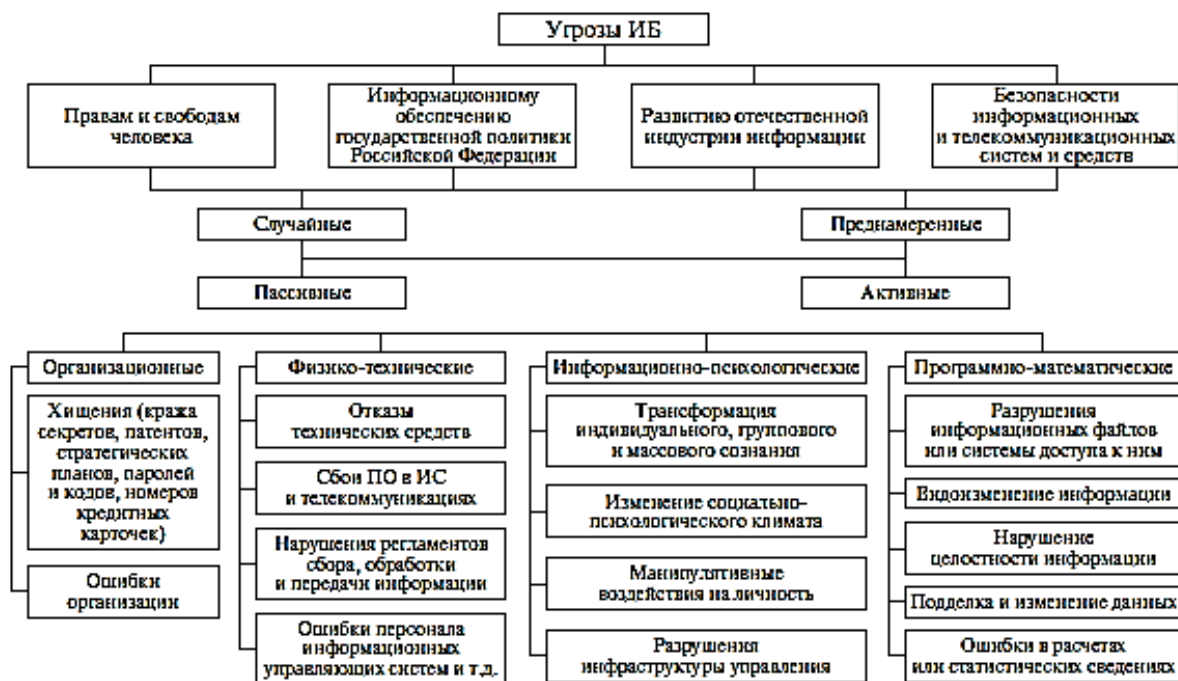 Угрозы ИБ
Правам и свободам
человека
Информационному
обеспечению
государственной политики
Российской Федерации
Развитию отечественной
индустрии информации
Безопасности
информационных
и телекоммуникационных
систем и средств
Случайные
Преднамеренные
Пассивные
Активные
Организационные
Хищения (кража
секретов, патентов,
стратегических
планов, паролей
и кодов, номеров
кредитных
карточек)
Ошибки
организации
Физико-технические
Отказы
технических средств
Сбои ПО в ИС
и телекоммуникациях
Нарушения регламентов
сбора, обработки
и передачи информации
Ошибки персонала
информационных
управляющих систем и т.д.
Информационно-психологические
Трансформация
индивидуального, группового
и массового сознания
Изменение социально-
психологического климата
Манипулятивные
воздействия на личность
Разрушения
инфраструктуры управления
Программно-математические
Разрушения
информационных файлов
или системы доступа к ним
Видоизменение информации
Нарушение
целостности информации
Подделка и изменение данных
Ошибки в расчетах
или статистических сведениях